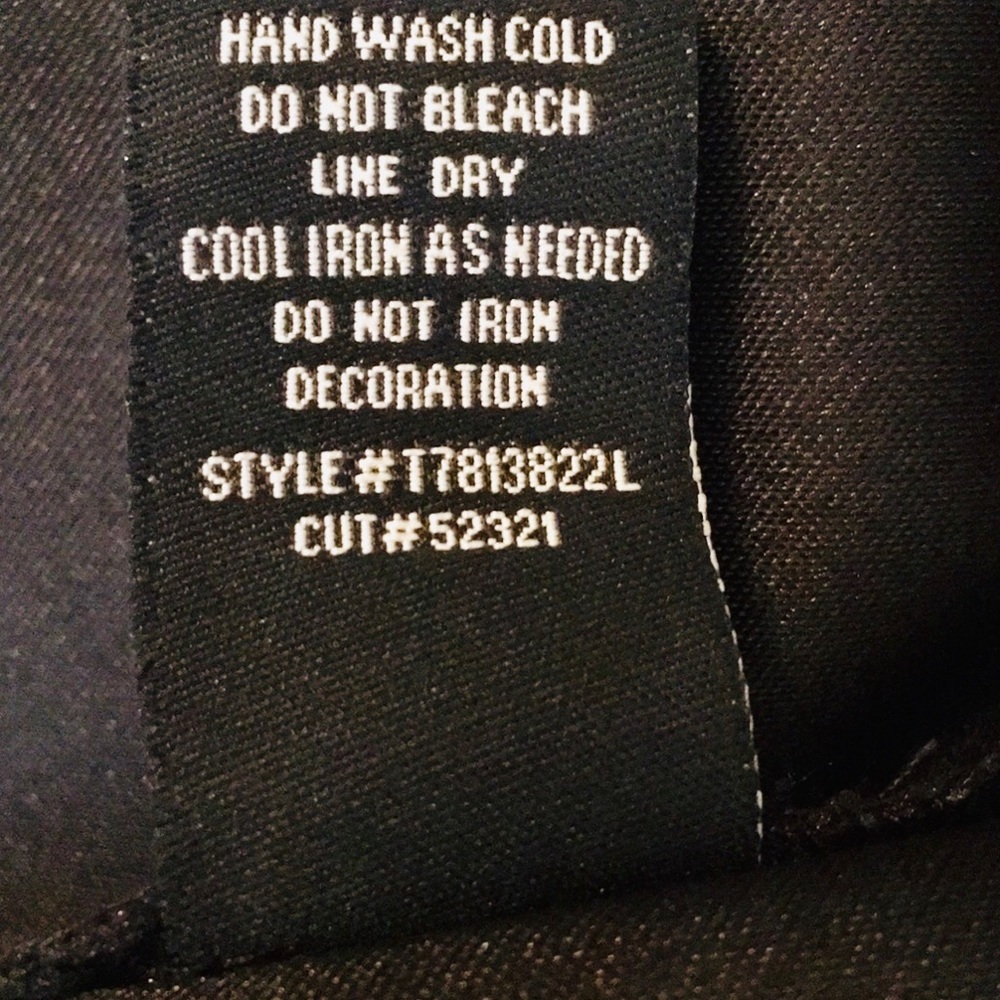 HAND WASH COLD
DO NOT BLEACH
LINE DRY
COOL IRON AS NEEDED
DO NOT IRON
DECORATION
STYLE#T7813822L
CUT#52321